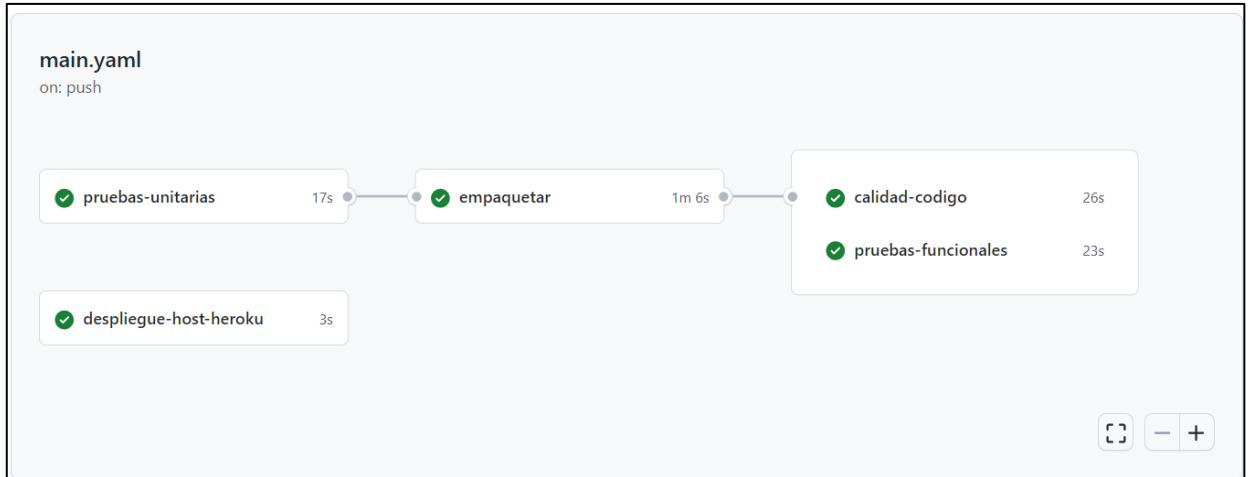 main.yaml
on: push
pruebas-unitarias 17s
empaquetar 1m 6s
calidad-codigo 26s
pruebas-funcionales 23s
despliegue-host-heroku 3s